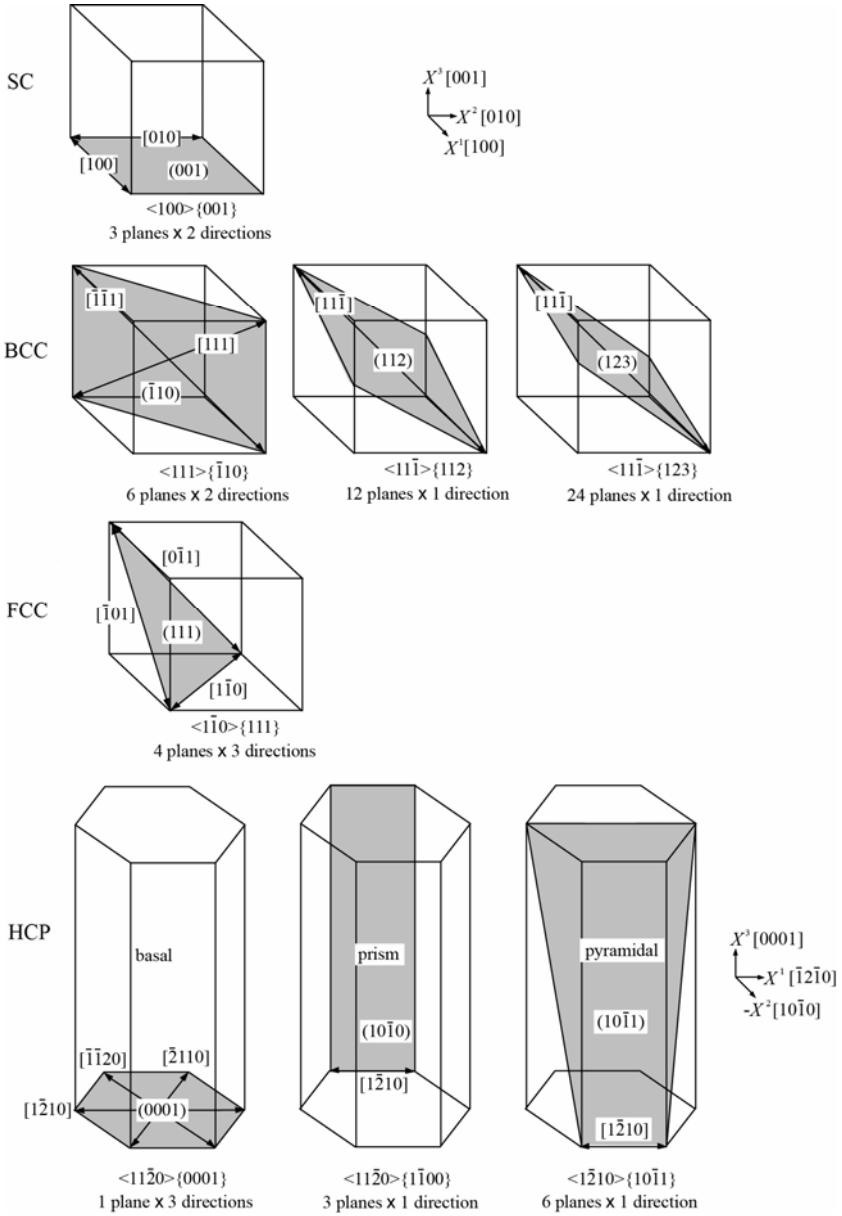 SC
X³ [001]
X² [010]
X¹ [100]
[010]
[100]
(001)
<100>{001}
3 planes x 2 directions
BCC
[1̄1̄1]
[111]
(1̄10)
<111>{1̄10}
6 planes x 2 directions
[111̄]
(112)
<111̄>{112}
12 planes x 1 direction
[111̄]
(123)
<111̄>{123}
24 planes x 1 direction
FCC
[01̄1]
[1̄01]
(111)
[11̄0]
<11̄0>{111}
4 planes x 3 directions
HCP
basal
[1̄1̄20]
[2̄110]
[12̄10]
(0001)
<112̄0>{0001}
1 plane x 3 directions
prism
(101̄0)
[12̄10]
<112̄0>{11̄00}
3 planes x 1 direction
pyramidal
(101̄1)
[12̄10]
<12̄10>{101̄1}
6 planes x 1 direction
X³ [0001]
X¹ [1̄21̄0]
-X² [101̄0]